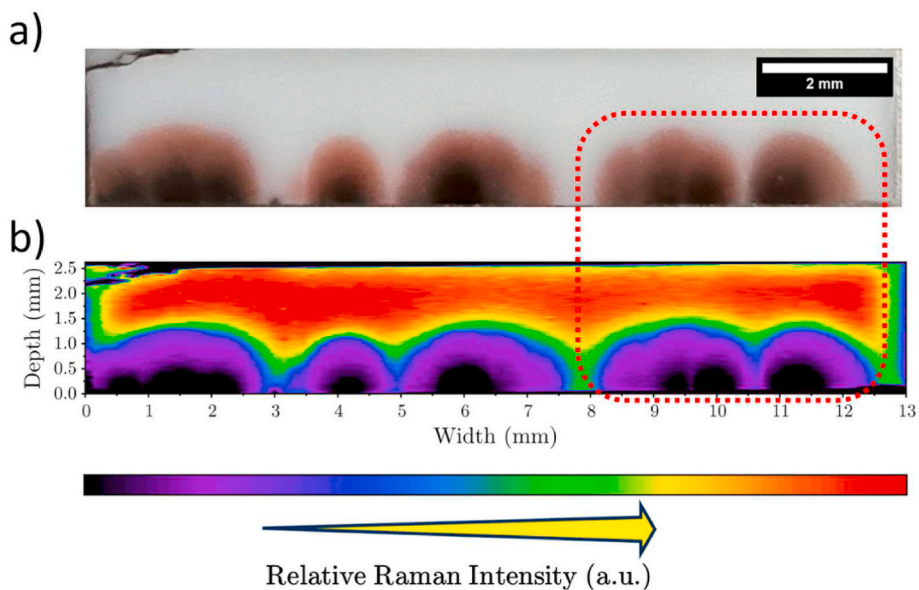 a)
2 mm
b)
2.5
2.0
1.5
1.0
0.5
0.0
Depth (mm)
0 1 2 3 4 5 6 7 8 9 10 11 12 13
Width (mm)
Relative Raman Intensity (a.u.)